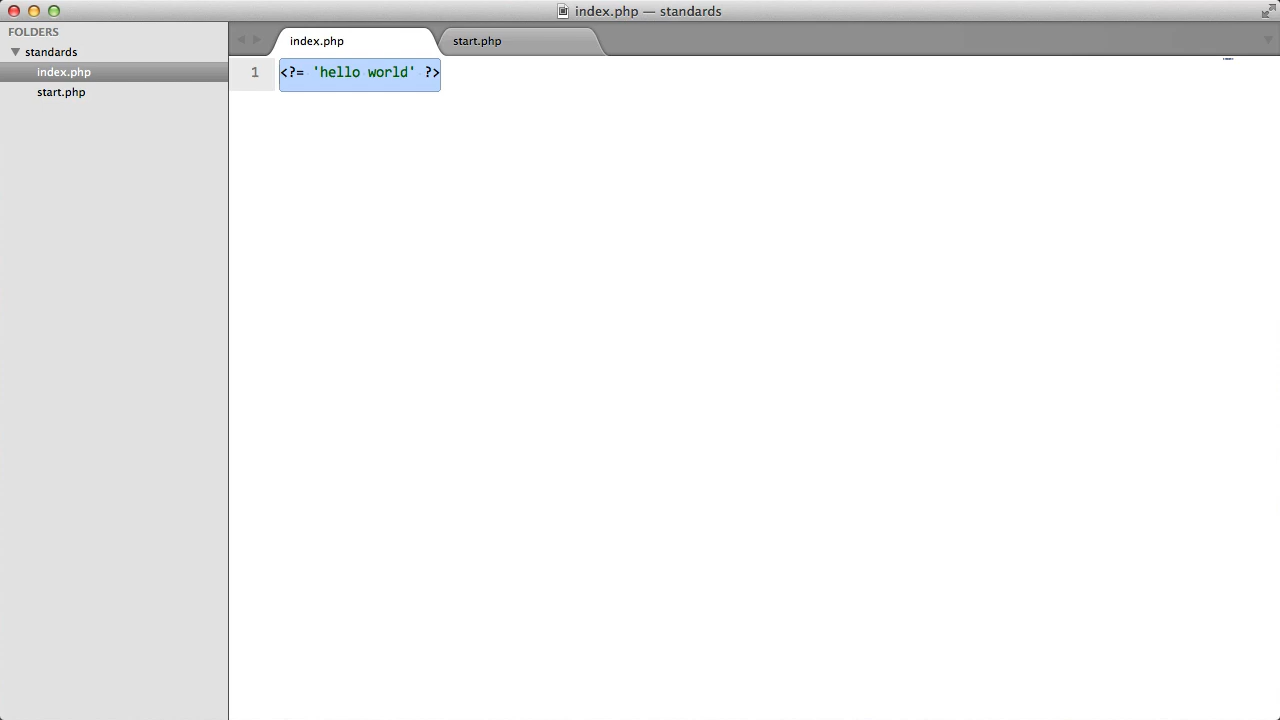 index.php — standards
FOLDERS
standards
index.php
start.php
index.php
start.php
1
<?= 'hello world' ?>